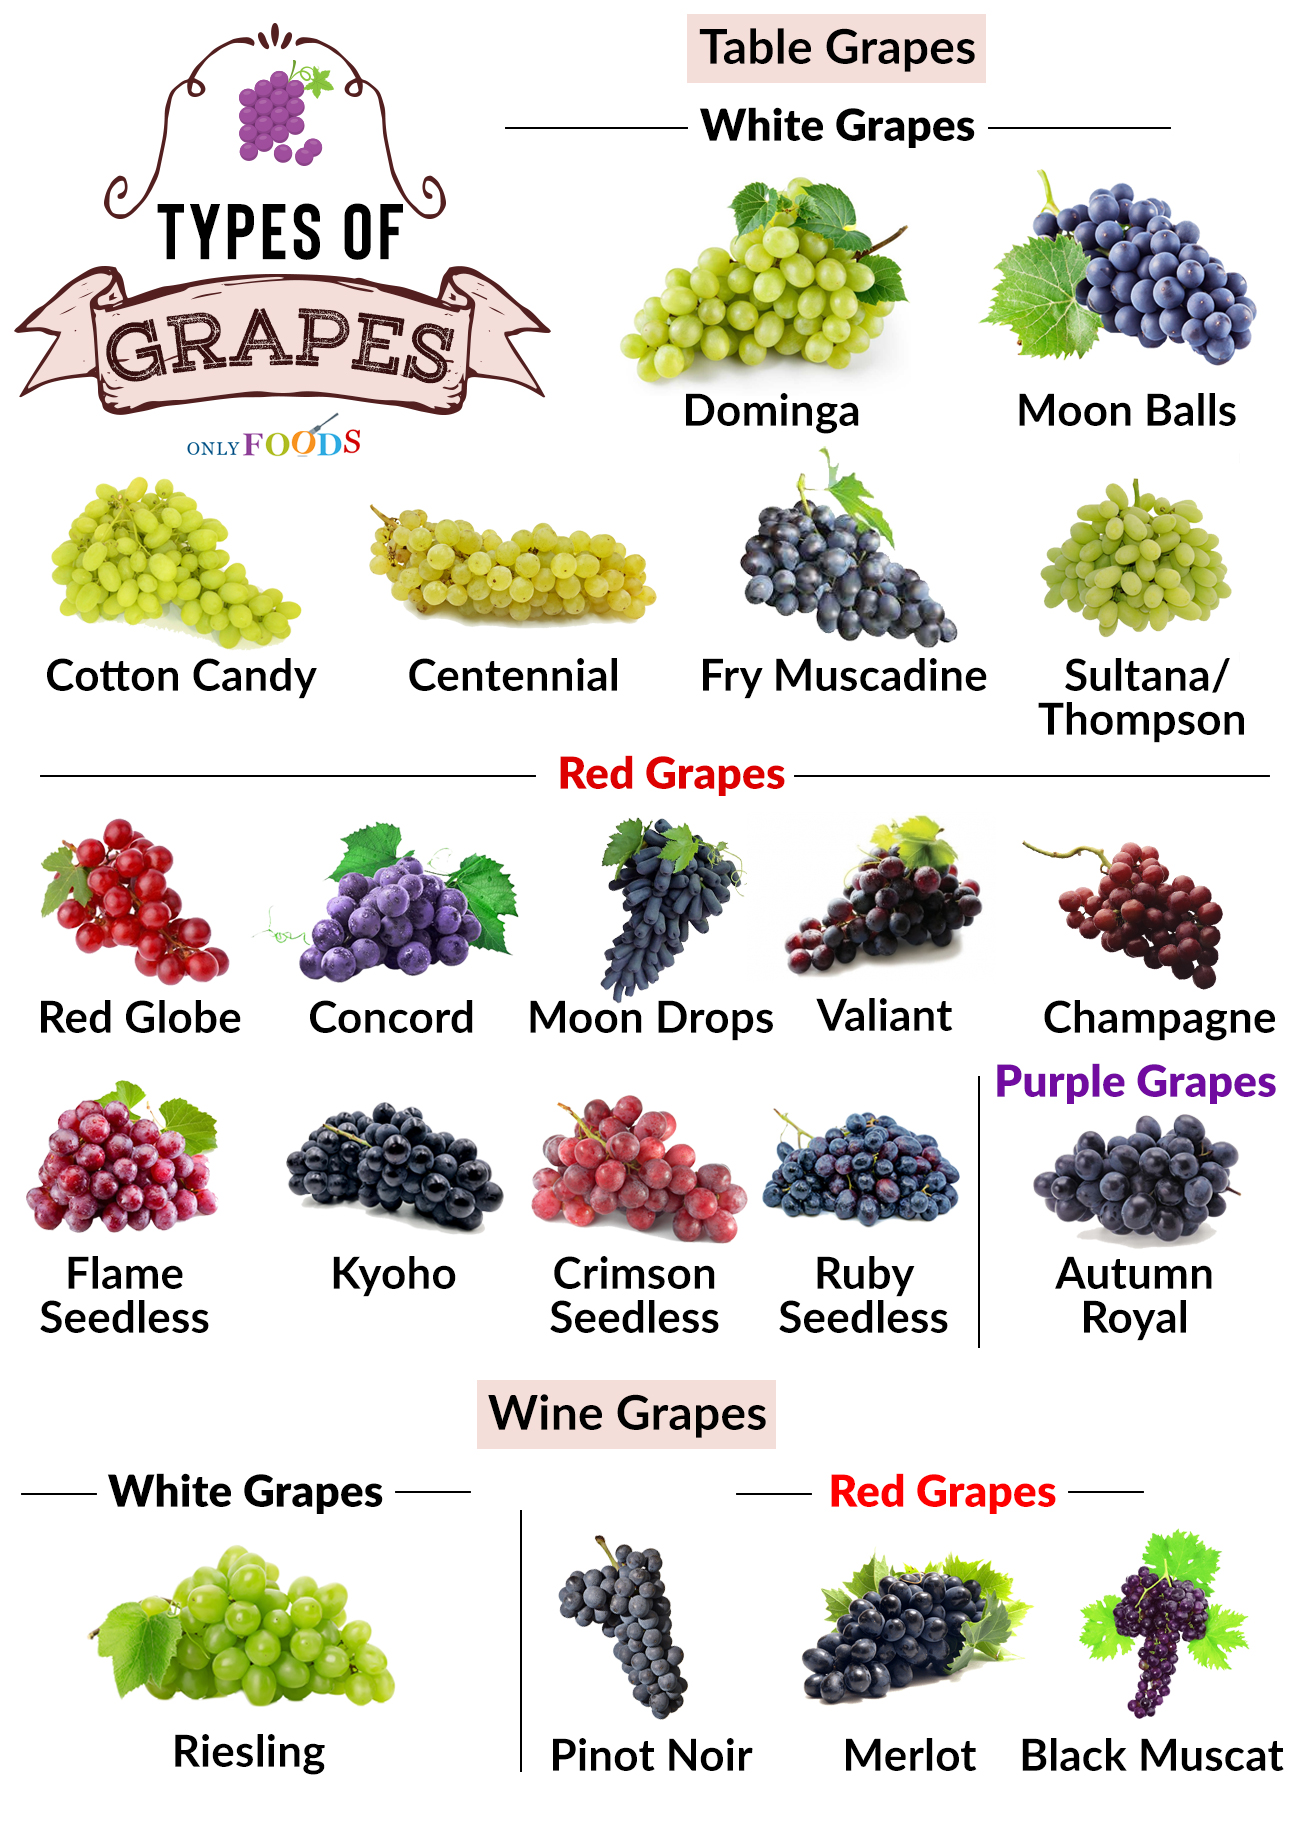 TYPES OF
GRAPES
ONLY FOODS
Table Grapes
White Grapes
Dominga
Moon Balls
Cotton Candy
Centennial
Fry Muscadine
Sultana/
Thompson
Red Grapes
Red Globe
Concord
Moon Drops
Valiant
Champagne
Flame
Seedless
Kyoho
Crimson
Seedless
Ruby
Seedless
Purple Grapes
Autumn
Royal
Wine Grapes
White Grapes
Riesling
Red Grapes
Pinot Noir
Merlot
Black Muscat